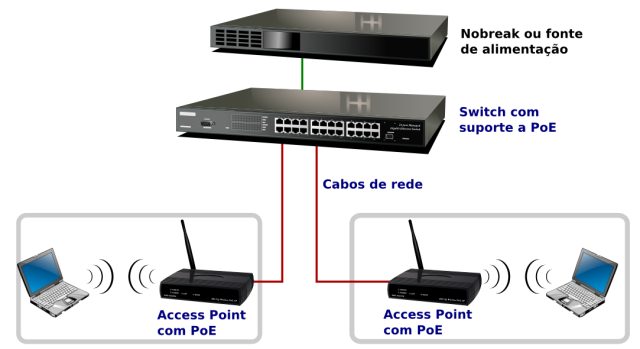 Nobreak ou fonte
de alimentação
Switch com
suporte a PoE
Cabos de rede
Access Point
com PoE
Access Point
com PoE